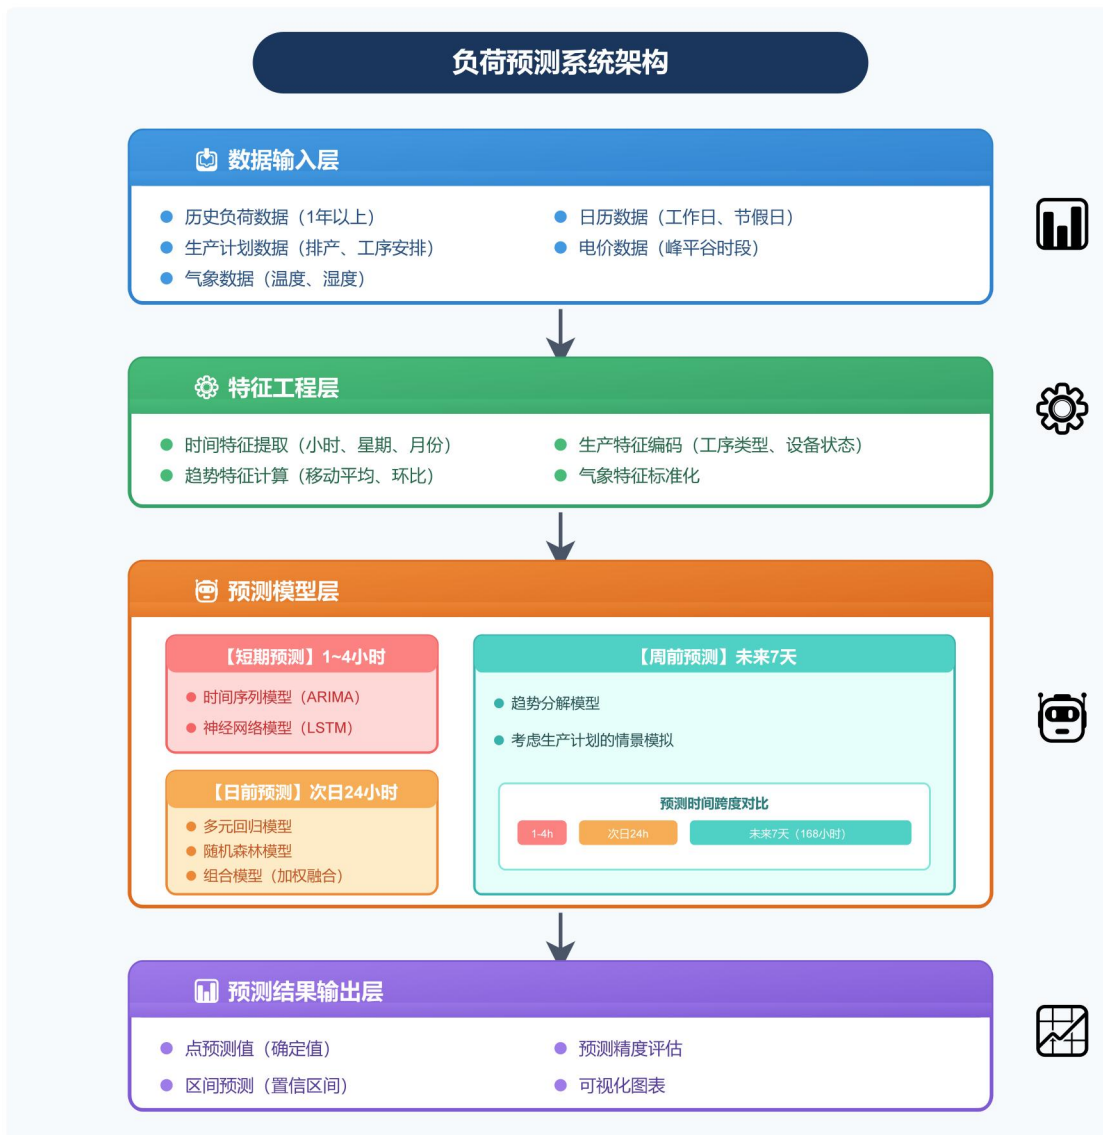 负荷预测系统架构
数据输入层
历史负荷数据（1年以上）
生产计划数据（排产、工序安排）
气象数据（温度、湿度）
日历数据（工作日、节假日）
电价数据（峰平谷时段）
特征工程层
时间特征提取（小时、星期、月份）
趋势特征计算（移动平均、环比）
生产特征编码（工序类型、设备状态）
气象特征标准化
预测模型层
【短期预测】1~4小时
时间序列模型（ARIMA）
神经网络模型（LSTM）
【日前预测】次日24小时
多元回归模型
随机森林模型
组合模型（加权融合）
【周前预测】未来7天
趋势分解模型
考虑生产计划的情景模拟
预测时间跨度对比
1-4h
次日24h
未来7天（168小时）
预测结果输出层
点预测值（确定值）
区间预测（置信区间）
预测精度评估
可视化图表